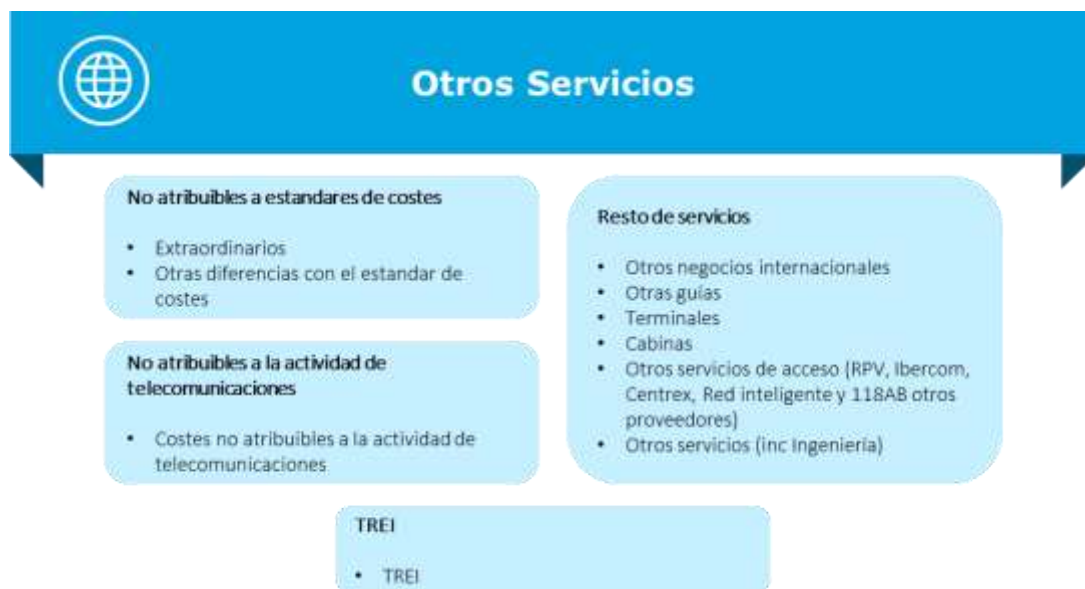 Otros Servicios
No atribuibles a estandares de costes
• Extraordinarios
• Otras diferencias con el estandar de
costes
No atribuibles a la actividad de
telecomunicaciones
• Costes no atribuibles a la actividad de
telecomunicaciones
Resto de servicios
• Otros negocios internacionales
• Otras guías
• Terminales
• Cabinas
• Otros servicios de acceso (RPV, Ibercom,
Centrex, Red inteligente y 118AB otros
proveedores)
• Otros servicios (inc Ingeniería)
TREI
• TREI